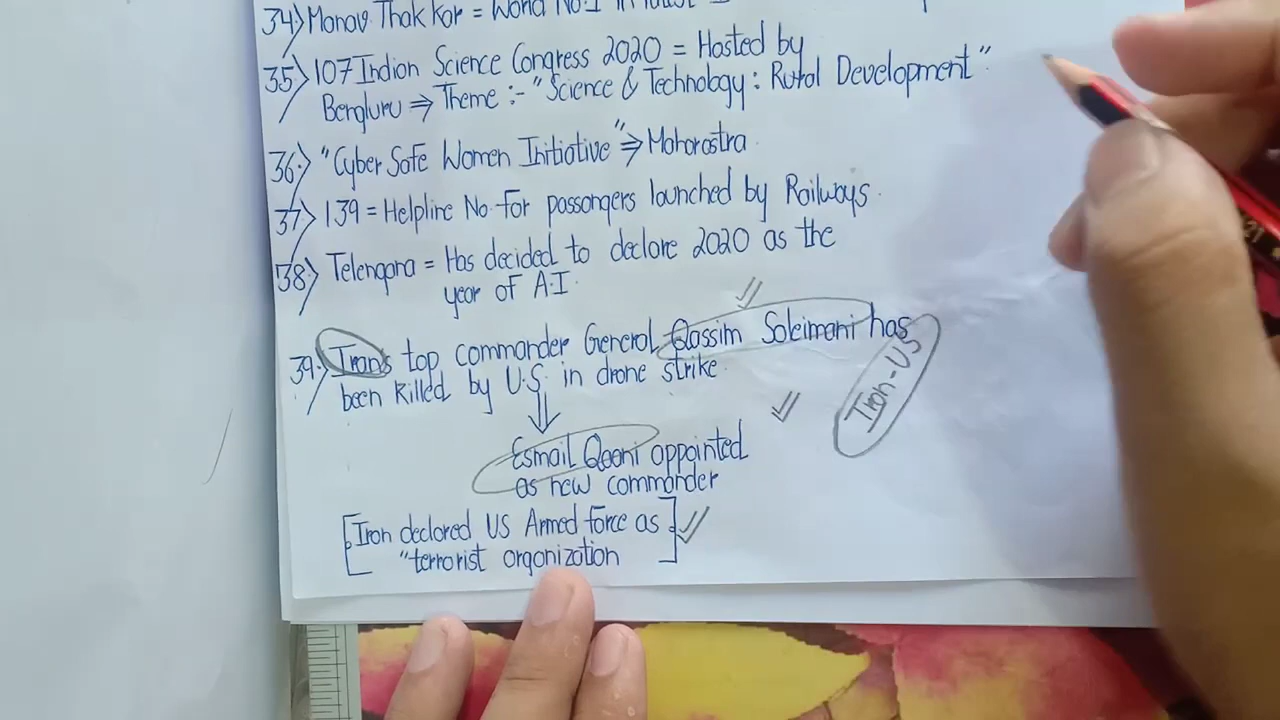 34) Manav Thakkar = World No.1 in
35) 107 Indian Science Congress 2020 = Hosted by
Bengluru ⇒ Theme :- "Science & Technology : Rural Development"
36) "Cyber Safe Women Initiative" ⇒ Maharastra
37) 139 = Helpline No. for passangers launched by Railways.
38) Telengana = Has decided to declare 2020 as the
year of A.I
39) Iran's top commander General Qassim Soleimani has
been killed by U.S. in drone strike.
Iran-US
Esmail Qaani appointed
as new commander
[Iran declared US Armed force as
"terrorist organization]